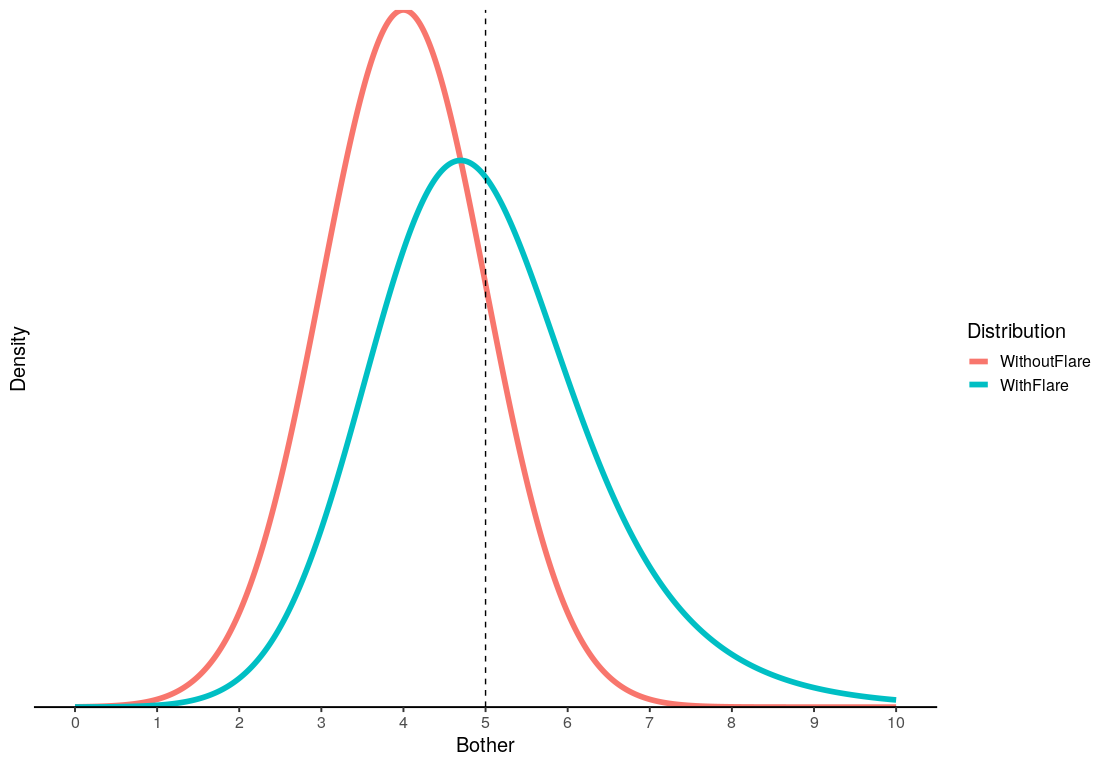 Density
0 1 2 3 4 5 6 7 8 9 10
Bother
Distribution
WithoutFlare
WithFlare